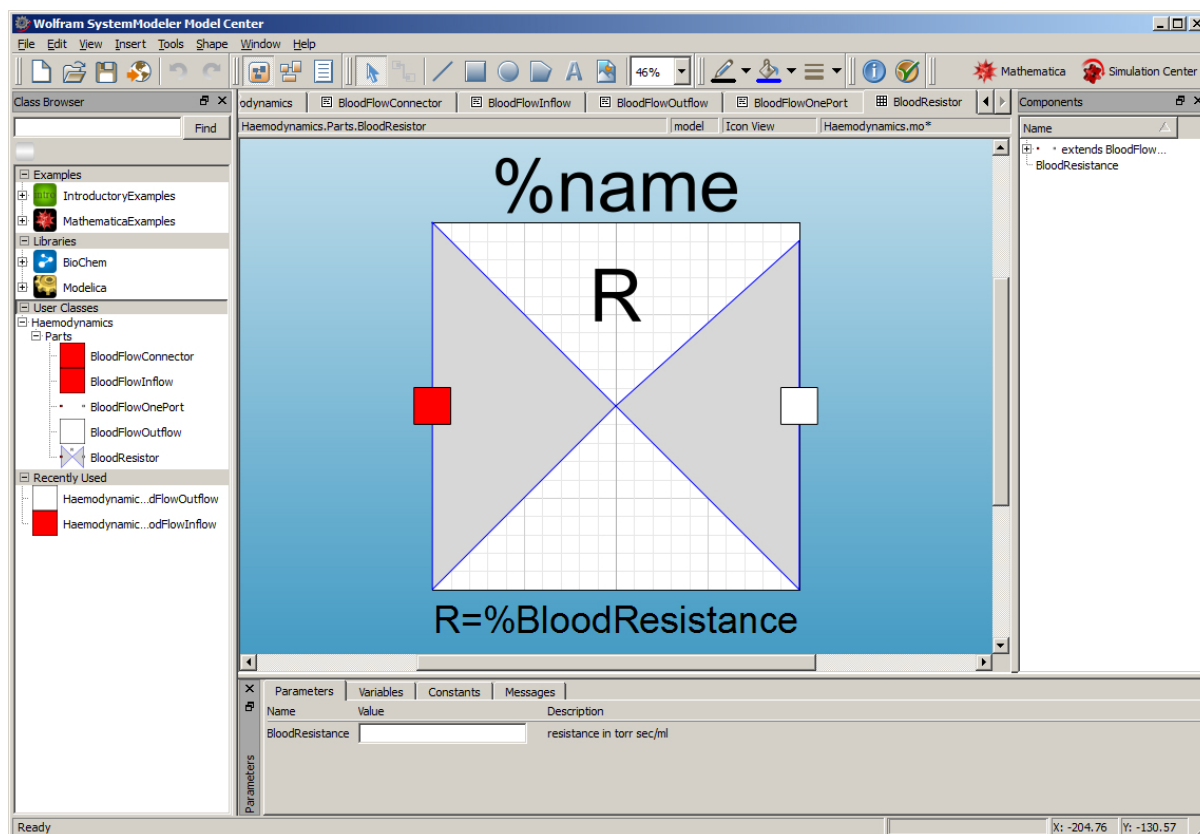 Wolfram SystemModeler Model Center
File Edit View Insert Tools Shape Window Help
A 46% Mathematica Simulation Center
Class Browser
Find
Examples
IntroductoryExamples
MathematicaExamples
Libraries
BioChem
Modelica
User Classes
Haemodynamics
Parts
BloodFlowConnector
BloodFlowInflow
BloodFlowOnePort
BloodFlowOutflow
BloodResistor
Recently Used
Haemodynamic...dFlowOutflow
Haemodynamic...odFlowInflow
odynamics BloodFlowConnector BloodFlowInflow BloodFlowOutflow BloodFlowOnePort BloodResistor
Haemodynamics.Parts.BloodResistor model Icon View Haemodynamics.mo*
%name
R
R=%BloodResistance
Components
Name
extends BloodFlow...
BloodResistance
Parameters Variables Constants Messages
Name Value Description
BloodResistance resistance in torr sec/ml
Parameters
Ready X: -204.76 Y: -130.57